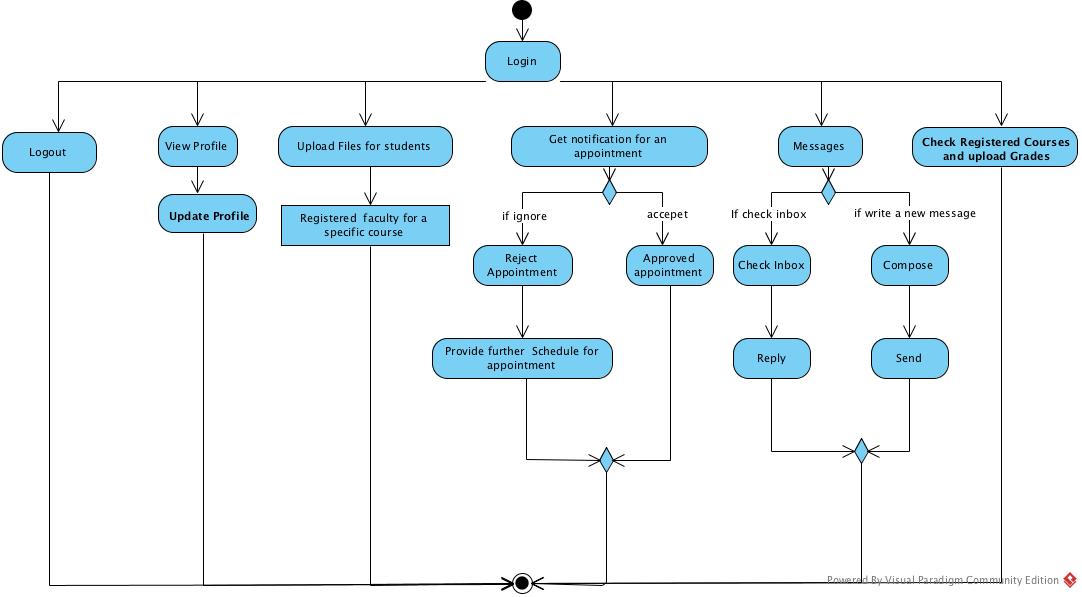 Login
Logout
View Profile
Upload Files for students
Get notification for an
appointment
Messages
Check Registered Courses
and upload Grades
Update Profile
Registered  faculty for a
specific course
if ignore
accepet
If check inbox
if write a new message
Reject
Appointment
Approved
appointment
Check Inbox
Compose
Provide further  Schedule for
appointment
Reply
Send
Powered By Visual Paradigm Community Edition